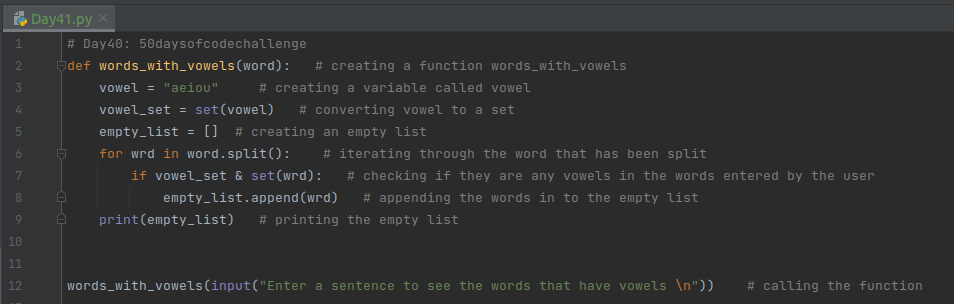 Day41.py ×
1 # Day40: 50daysofcodechallenge
2 def words_with_vowels(word):   # creating a function words_with_vowels
3     vowel = "aeiou"     # creating a variable called vowel
4     vowel_set = set(vowel)   # converting vowel to a set
5     empty_list = []  # creating an empty list
6     for wrd in word.split():    # iterating through the word that has been split
7         if vowel_set & set(wrd):   # checking if they are any vowels in the words entered by the user
8             empty_list.append(wrd)   # appending the words in to the empty list
9     print(empty_list)   # printing the empty list
10
11
12 words_with_vowels(input("Enter a sentence to see the words that have vowels \n"))    # calling the function